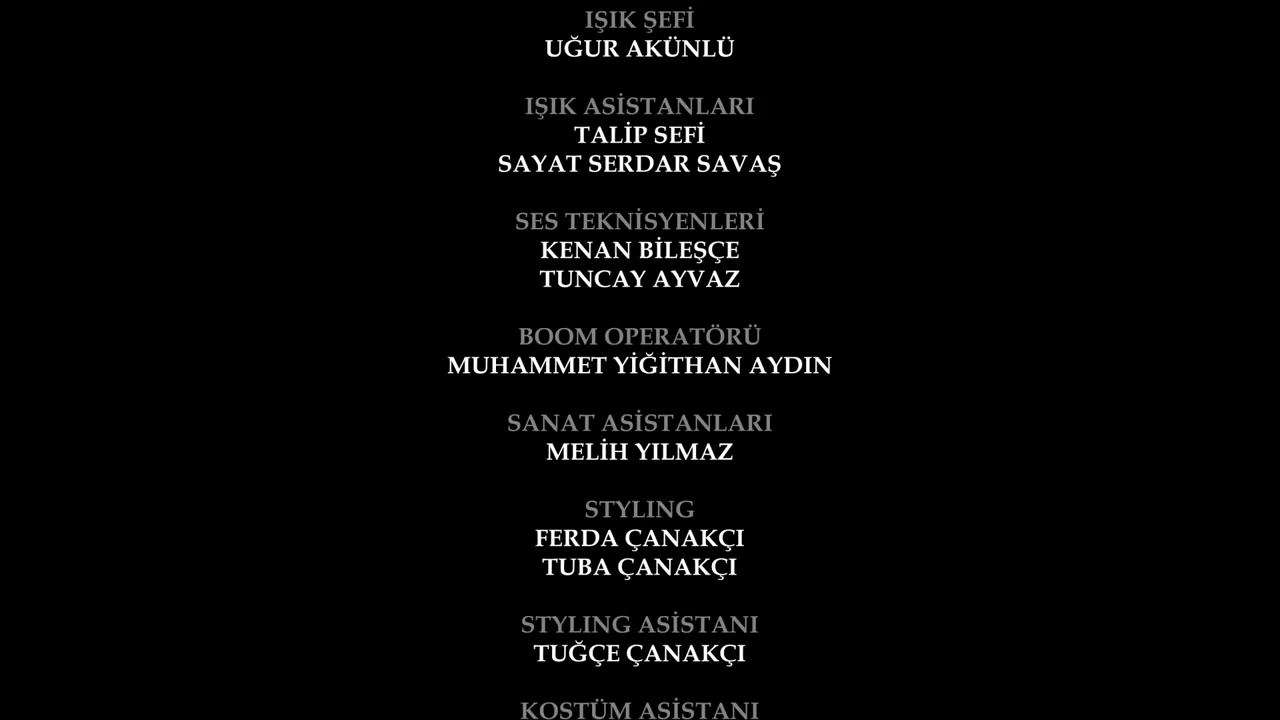 IŞIK ŞEFİ
UĞUR AKÜNLÜ
IŞIK ASİSTANLARI
TALİP SEFİ
SAYAT SERDAR SAVAŞ
SES TEKNİSYENLERİ
KENAN BİLEŞÇE
TUNCAY AYVAZ
BOOM OPERATÖRÜ
MUHAMMET YİĞİTHAN AYDIN
SANAT ASİSTANLARI
MELİH YILMAZ
STYLING
FERDA ÇANAKÇI
TUBA ÇANAKÇI
STYLING ASİSTANI
TUĞÇE ÇANAKÇI
KOSTÜM ASİSTANI